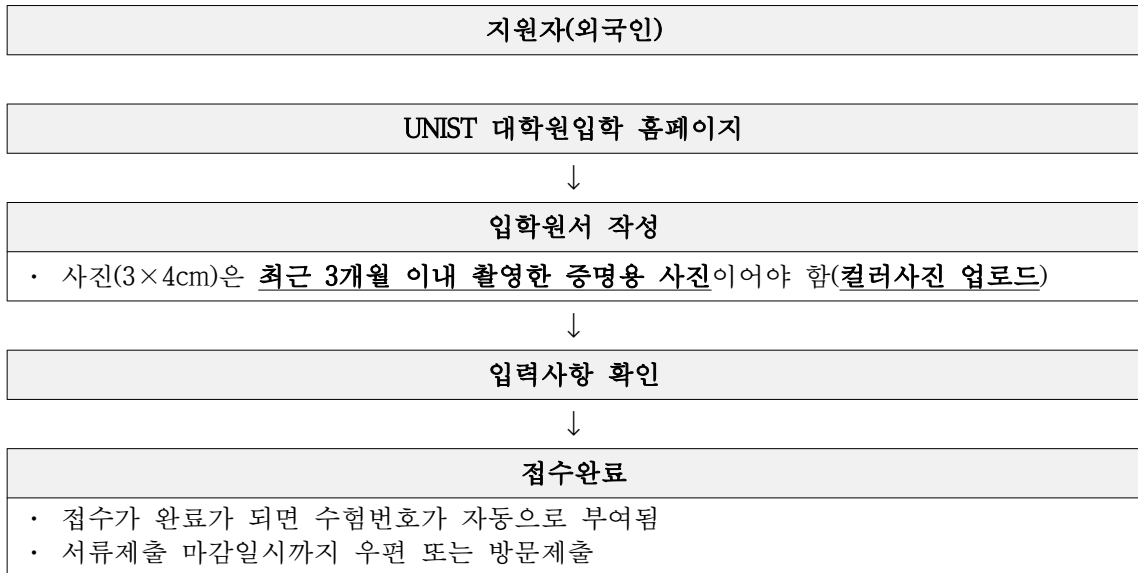 지원자(외국인)
UNIST 대학원입학 홈페이지
↓
입학원서 작성
· 사진(3×4cm)은 최근 3개월 이내 촬영한 증명용 사진이어야 함(컬러사진 업로드)
↓
입력사항 확인
↓
접수완료
· 접수가 완료가 되면 수험번호가 자동으로 부여됨
· 서류제출 마감일시까지 우편 또는 방문제출